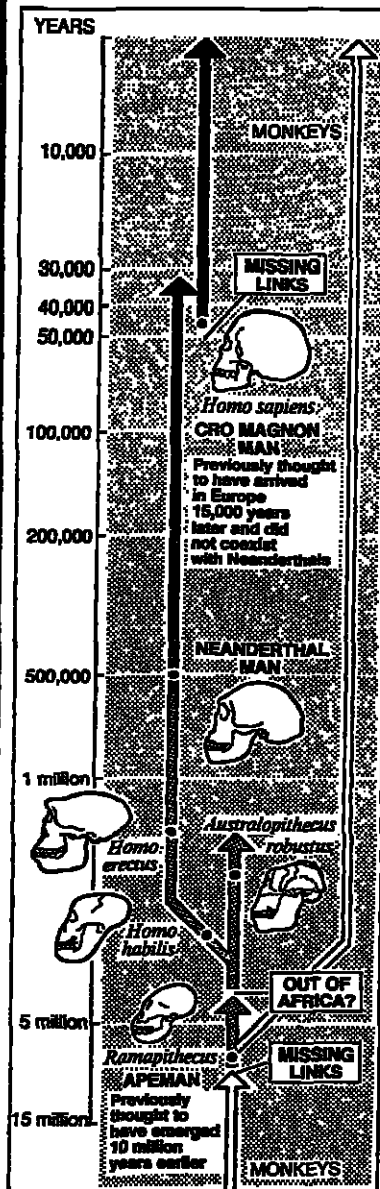 YEARS
MONKEYS
10,000
30,000
MISSING
LINKS
40,000
50,000
Homo sapiens:
CRO MAGNON
MAN
Previously thought
to have arrived
in Europe
15,000 years
later and did
not coexist
with Neanderthals
100,000
200,000
NEANDERTHAL
MAN
500,000
1 million
Homo
erectus
Australopithecus
robustus
Homo
habilis
OUT OF
AFRICA?
5 million
Ramapithecus
MISSING
LINKS
APEMAN
Previously
thought to
have emerged
10 million
years earlier
15 million
MONKEYS